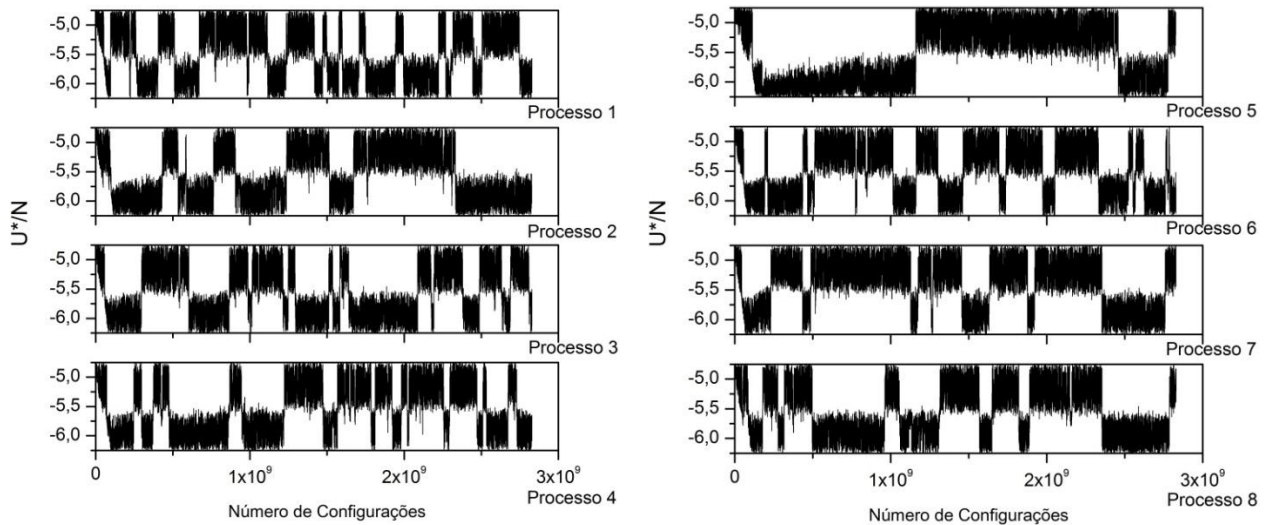 -5,0
-5,5
-6,0
Processo 1
-5,0
-5,5
-6,0
Processo 2
-5,0
-5,5
-6,0
Processo 3
-5,0
-5,5
-6,0
0
1x10⁹
2x10⁹
3x10⁹
Processo 4
Número de Configurações
U*/N
-5,0
-5,5
-6,0
Processo 5
-5,0
-5,5
-6,0
Processo 6
-5,0
-5,5
-6,0
Processo 7
-5,0
-5,5
-6,0
0
1x10⁹
2x10⁹
3x10⁹
Processo 8
Número de Configurações
U*/N